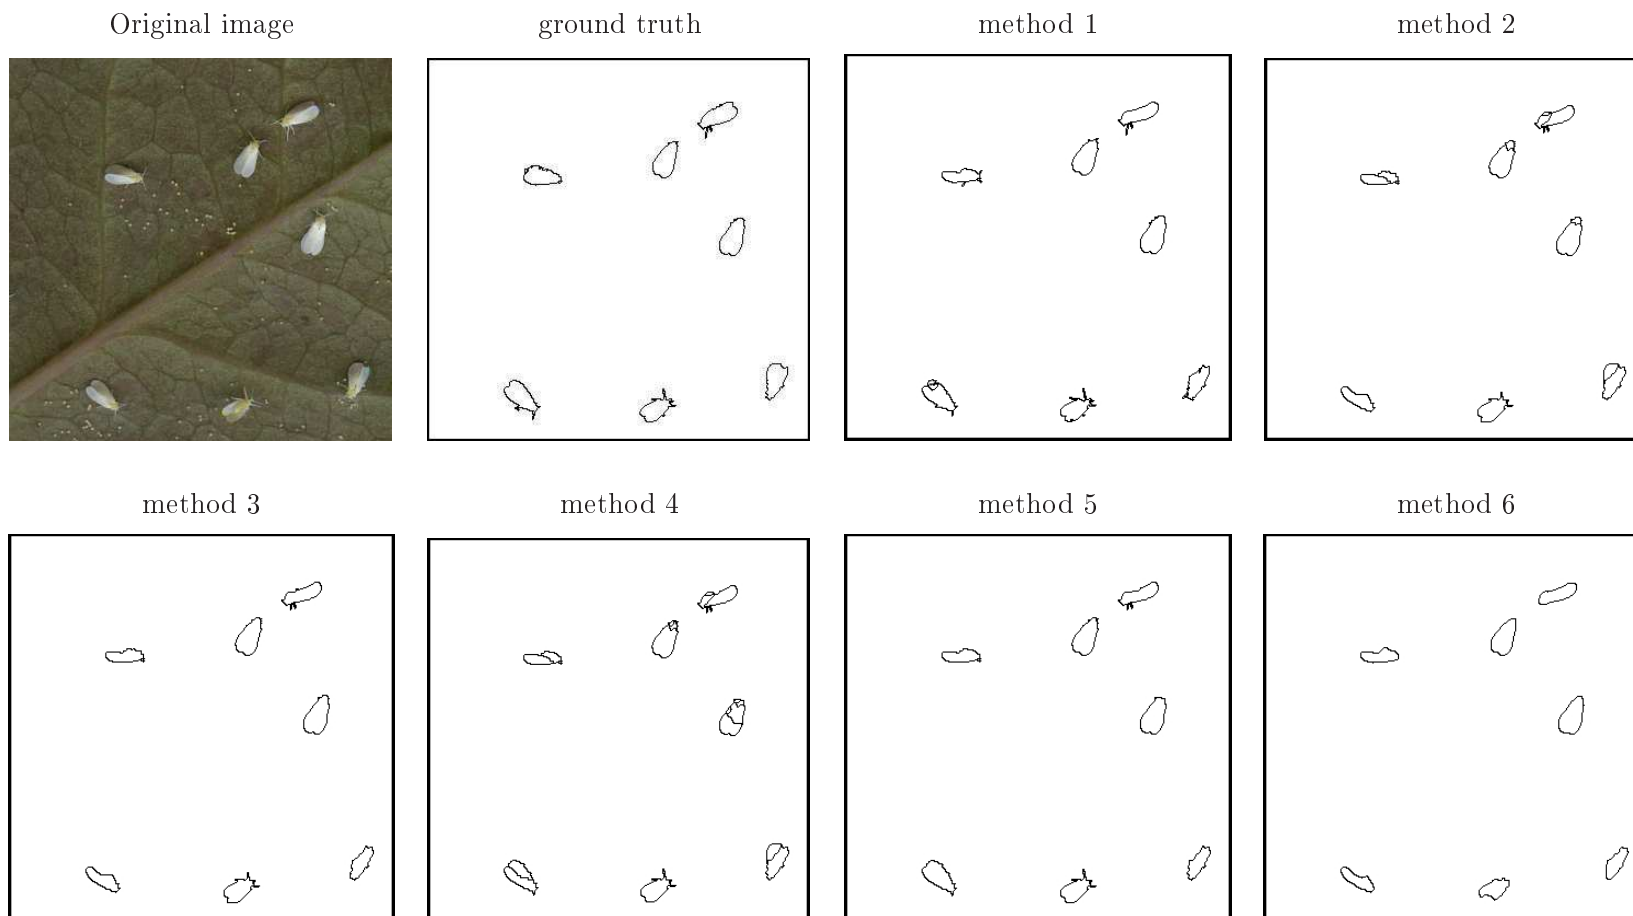 Original image
ground truth
method 1
method 2
method 3
method 4
method 5
method 6